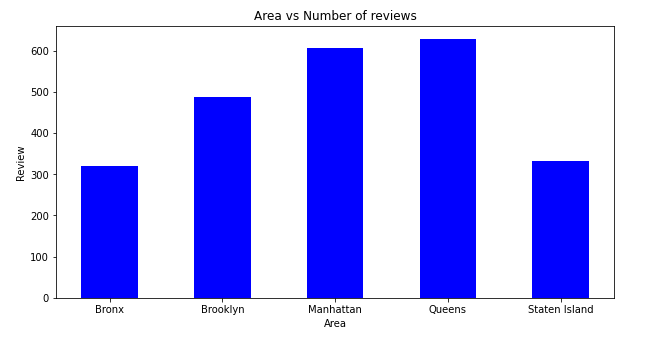 Area vs Number of reviews
600
500
400
300
200
100
0
Review
Bronx Brooklyn Manhattan Queens Staten Island
Area